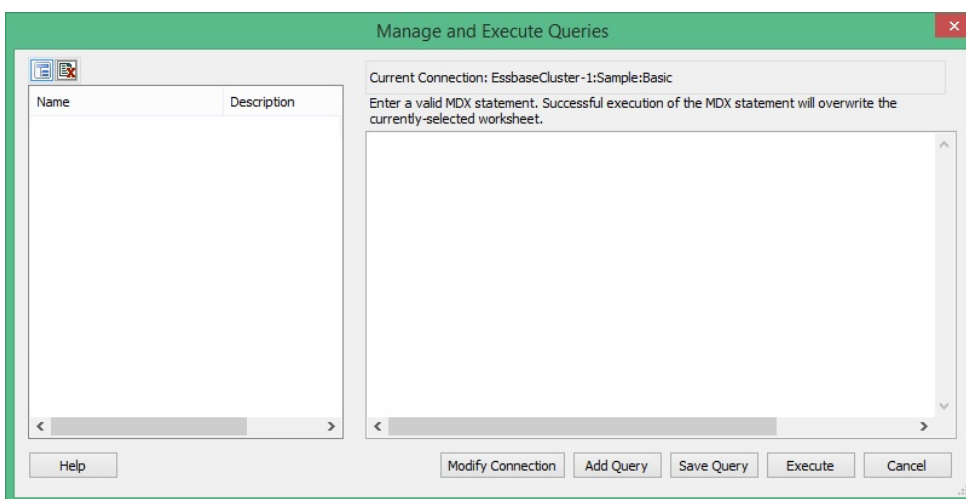 Manage and Execute Queries
Current Connection: EssbaseCluster-1:Sample:Basic
Name Description
Enter a valid MDX statement. Successful execution of the MDX statement will overwrite the
currently-selected worksheet.
Help Modify Connection Add Query Save Query Execute Cancel